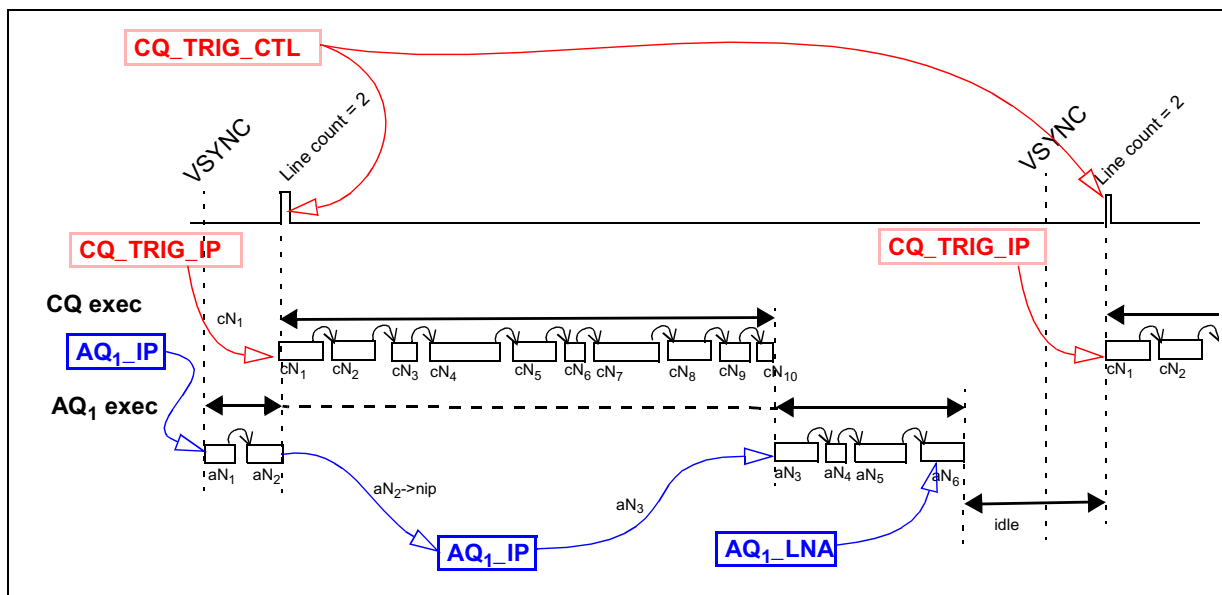 CQ_TRIG_CTL
VSYNC
Line count = 2
VSYNC
Line count = 2
CQ_TRIG_IP
CQ_TRIG_IP
CQ exec
cN1
AQ1_IP
cN1 cN2 cN3 cN4 cN5 cN6 cN7 cN8 cN9 cN10
cN1 cN2
AQ1 exec
aN1 aN2
aN3 aN4 aN5 aN6
aN2->nip
aN3
idle
AQ1_IP
AQ1_LNA